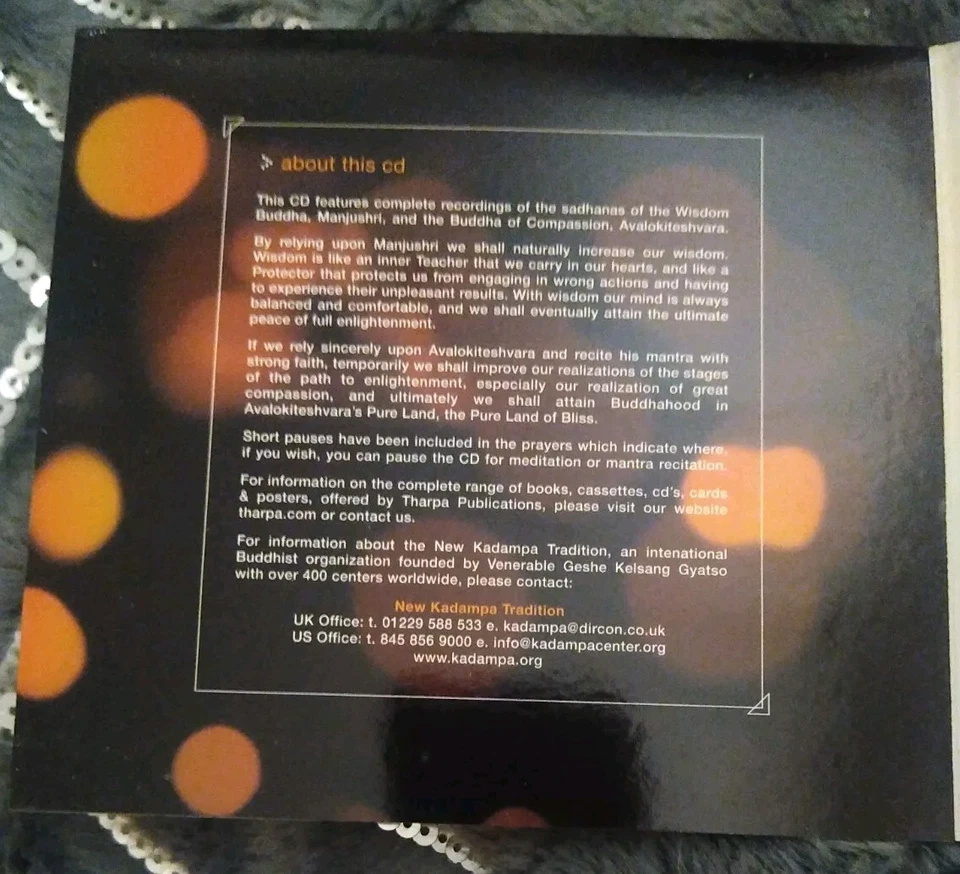 about this cd
This CD features complete recordings of the sadhanas of the Wisdom
Buddha, Manjushri, and the Buddha of Compassion, Avalokiteshvara.
By relying upon Manjushri we shall naturally increase our wisdom.
Wisdom is like an inner Teacher that we carry in our hearts, and like a
Protector that protects us from engaging in wrong actions and having
to experience their unpleasant results. With wisdom our mind is always
balanced and comfortable, and we shall eventually attain the ultimate
peace of full enlightenment.
If we rely sincerely upon Avalokiteshvara and recite his mantra with
strong faith, temporarily we shall improve our realizations of the stages
of the path to enlightenment, especially our realization of great
compassion, and ultimately we shall attain Buddhahood in
Avalokiteshvara's Pure Land, the Pure Land of Bliss.
Short pauses have been included in the prayers which indicate where,
if you wish, you can pause the CD for meditation or mantra recitation.
For information on the complete range of books, cassettes, cd's, cards
& posters, offered by Tharpa Publications, please visit our website
tharpa.com or contact us.
For information about the New Kadampa Tradition, an intenational
Buddhist organization founded by Venerable Geshe Kelsang Gyatso
with over 400 centers worldwide, please contact:
New Kadampa Tradition
UK Office: t. 01229 588 533 e. kadampa@dircon.co.uk
US Office: t. 845 856 9000 e. info@kadampacenter.org
www.kadampa.org